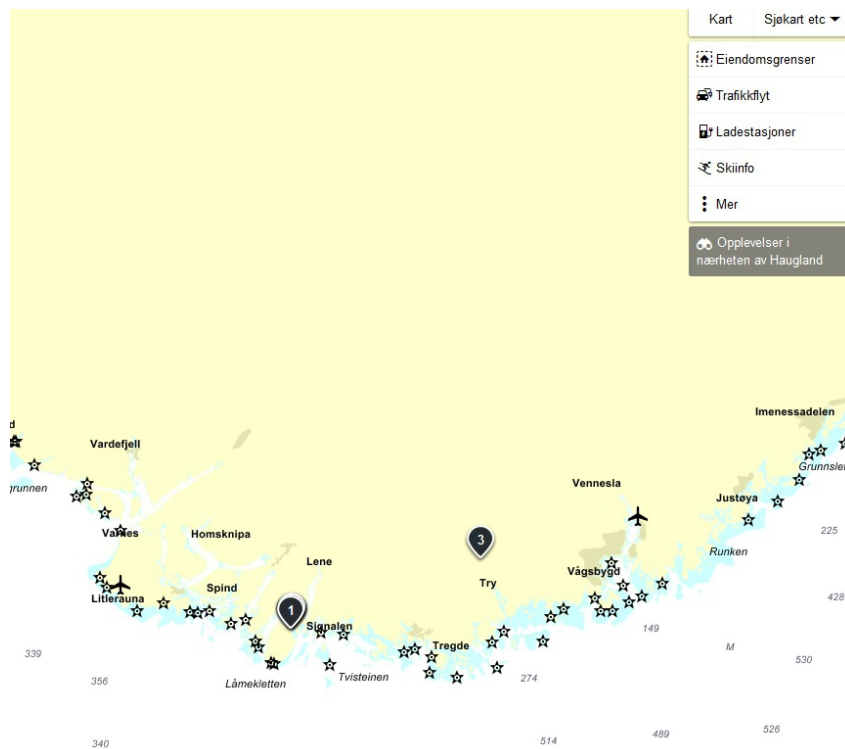 Kart Sjøkart etc
Eiendomsgrenser
Trafikkflyt
Ladestasjoner
Skiinfo
Mer
Opplevelser i
nærheten av Haugland
Imenessadelen
d
Vardefjell
Grunnslet
Vennesla
grunnen
Justøya
225
Varnes
Homsknipa
3
Runken
Lene
Vågsbygd
Try
Spind
428
Litlerauna
1
Signalen
149
Tregde
M
339
530
Tvisteinen
274
356
Låmekletten
526
489
514
340